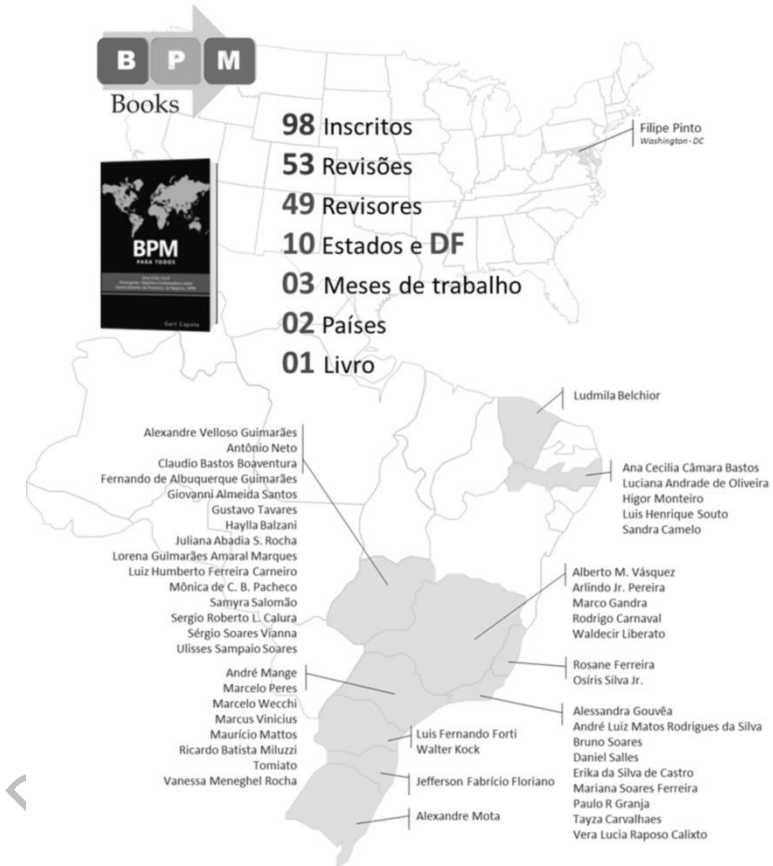 B P M
Books
98 Inscritos
53 Revisões
49 Revisores
10 Estados e DF
03 Meses de trabalho
02 Países
01 Livro
BPM
PARA TODOS
Gart Capote
Filipe Pinto
Washington - DC
Ludmila Belchior
Alexandre Velloso Guimarães
Antônio Neto
Claudio Bastos Boaventura
Fernando de Albuquerque Guimarães
Giovanni Almeida Santos
Gustavo Tavares
Haylla Balzani
Juliana Abadia S. Rocha
Lorena Guimarães Amaral Marques
Luiz Humberto Ferreira Carneiro
Mônica de C. B. Pacheco
Samyra Salomão
Sergio Roberto L. Calura
Sérgio Soares Vianna
Ulisses Sampaio Soares
Ana Cecilia Câmara Bastos
Luciana Andrade de Oliveira
Higor Monteiro
Luis Henrique Souto
Sandra Camelo
Alberto M. Vásquez
Arlindo Jr. Pereira
Marco Gandra
Rodrigo Carnaval
Waldecir Liberato
Rosane Ferreira
Osíris Silva Jr.
André Mange
Marcelo Peres
Marcelo Wecchi
Marcus Vinicius
Maurício Mattos
Ricardo Batista Miluzzi
Tomiato
Vanessa Meneghel Rocha
Luis Fernando Forti
Walter Kock
Jefferson Fabrício Floriano
Alexandre Mota
Alessandra Gouvêa
André Luiz Matos Rodrigues da Silva
Bruno Soares
Daniel Salles
Erika da Silva de Castro
Mariana Soares Ferreira
Paulo R Granja
Tayza Carvalhaes
Vera Lucia Raposo Calixto